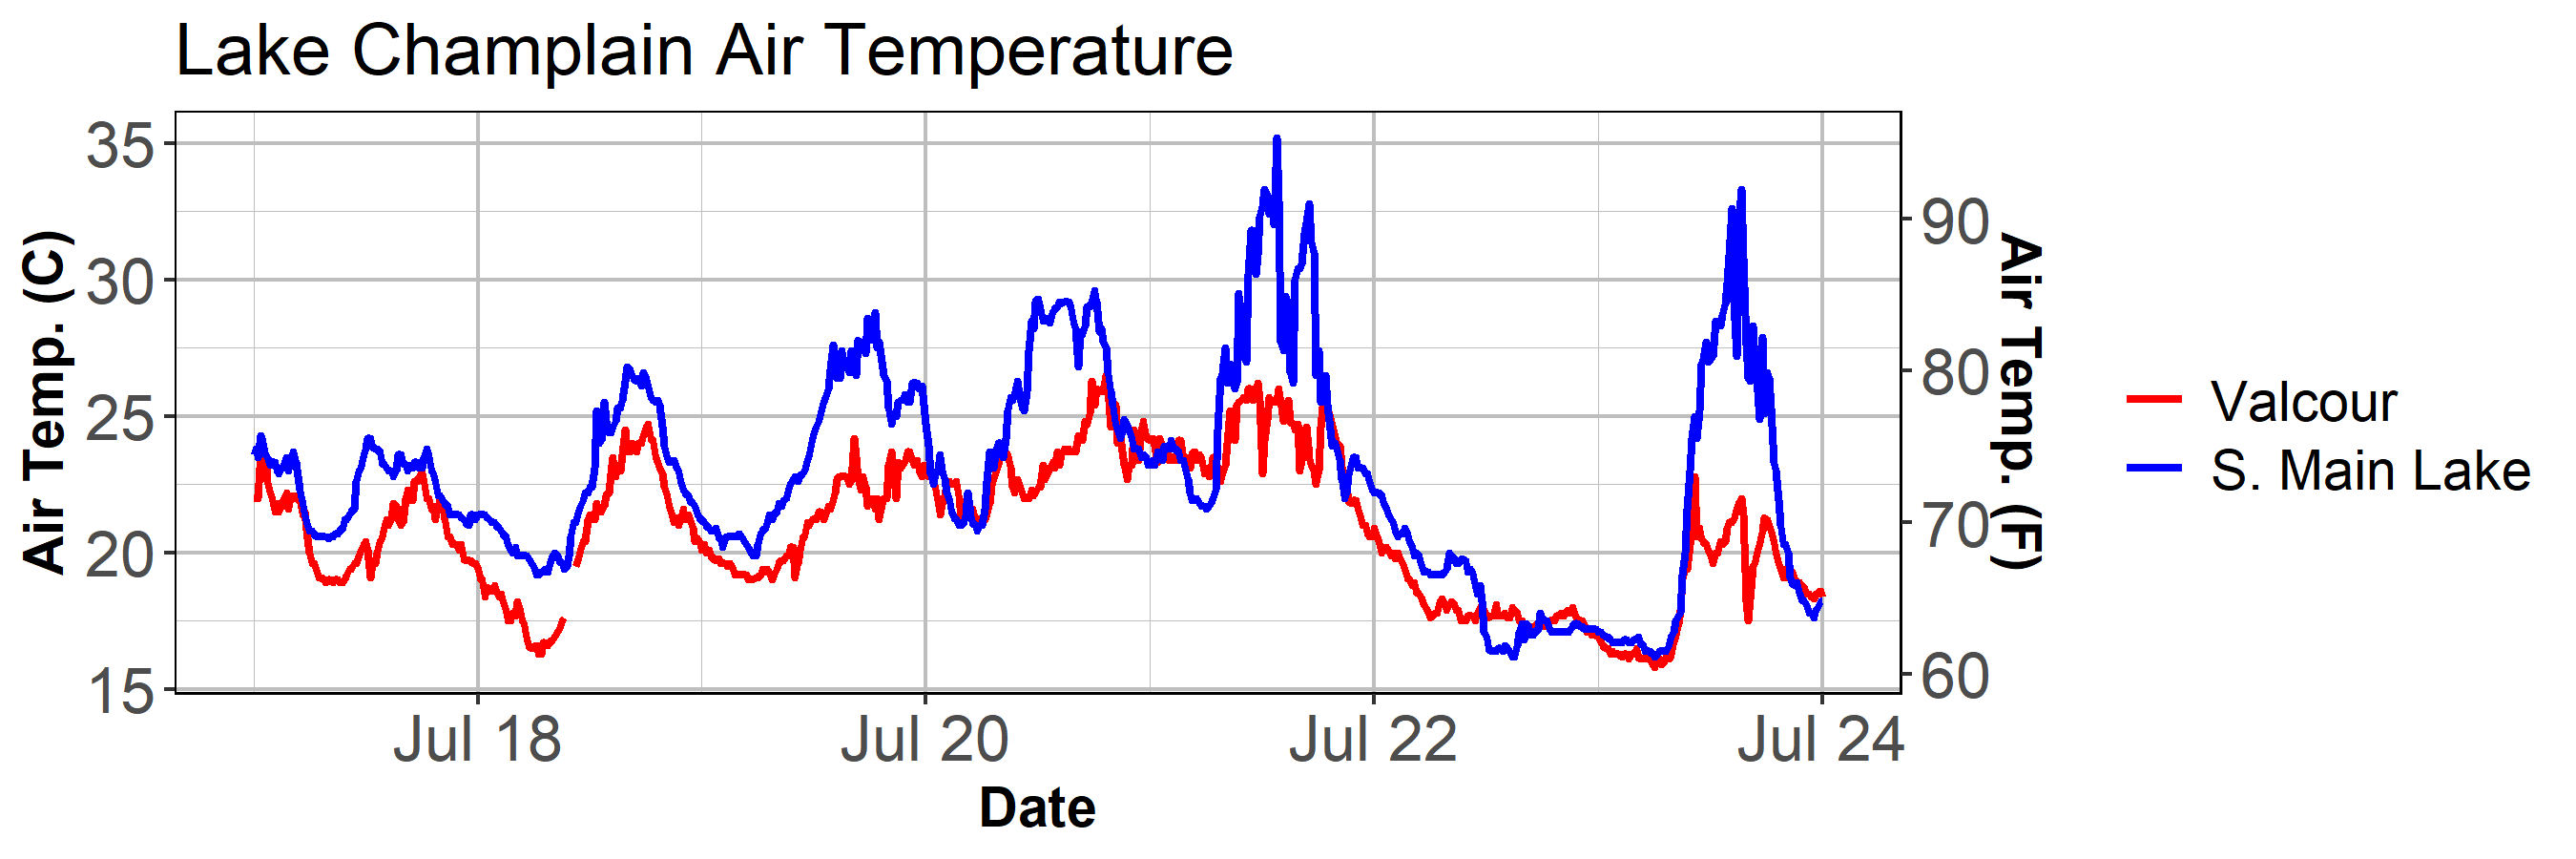 Lake Champlain Air Temperature
Air Temp. (C)
35
30
25
20
15
90
80
70
60
Air Temp. (F)
Jul 18
Jul 20
Jul 22
Jul 24
Date
Valcour
S. Main Lake